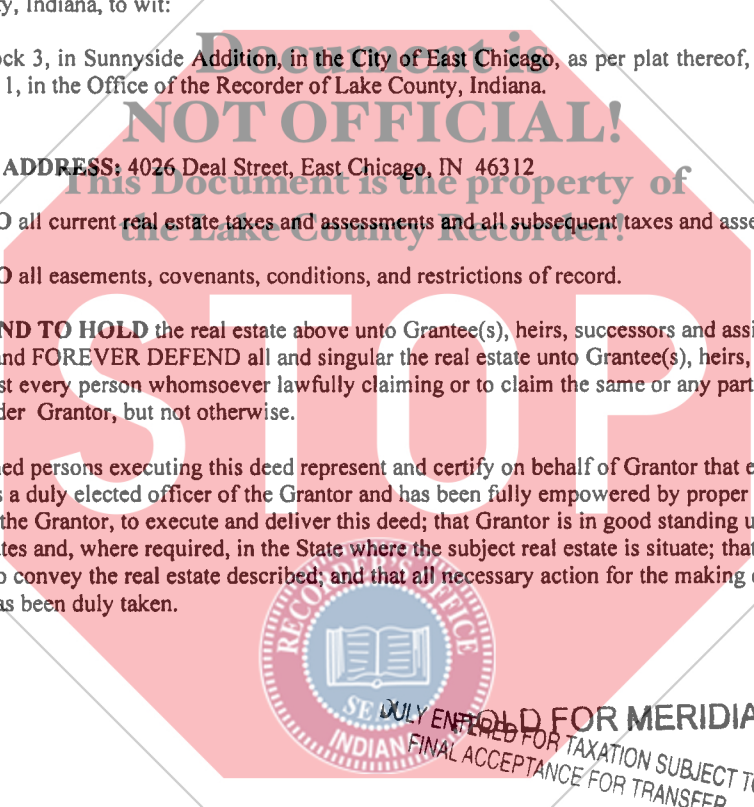 ty, Indiana, to wit:
ock 3, in Sunnyside Addition, in the City of East Chicago, as per plat thereof,
1, in the Office of the Recorder of Lake County, Indiana.
Document is
NOT OFFICIAL!
This Document is the property of
the Lake County Recorder!
ADDRESS: 4026 Deal Street, East Chicago, IN 46312
O all current real estate taxes and assessments and all subsequent taxes and asse
O all easements, covenants, conditions, and restrictions of record.
ND TO HOLD the real estate above unto Grantee(s), heirs, successors and assi
and FOREVER DEFEND all and singular the real estate unto Grantee(s), heirs,
st every person whomsoever lawfully claiming or to claim the same or any part
der Grantor, but not otherwise.
STOP
ned persons executing this deed represent and certify on behalf of Grantor that e
s a duly elected officer of the Grantor and has been fully empowered by proper
the Grantor, to execute and deliver this deed; that Grantor is in good standing u
ates and, where required, in the State where the subject real estate is situate; that
o convey the real estate described; and that all necessary action for the making
as been duly taken.
RECORDER'S OFFICE
SEAL
INDIANA
HOLD FOR MERIDIA
DULY ENTERED FOR TAXATION SUBJECT TO
FINAL ACCEPTANCE FOR TRANSFER